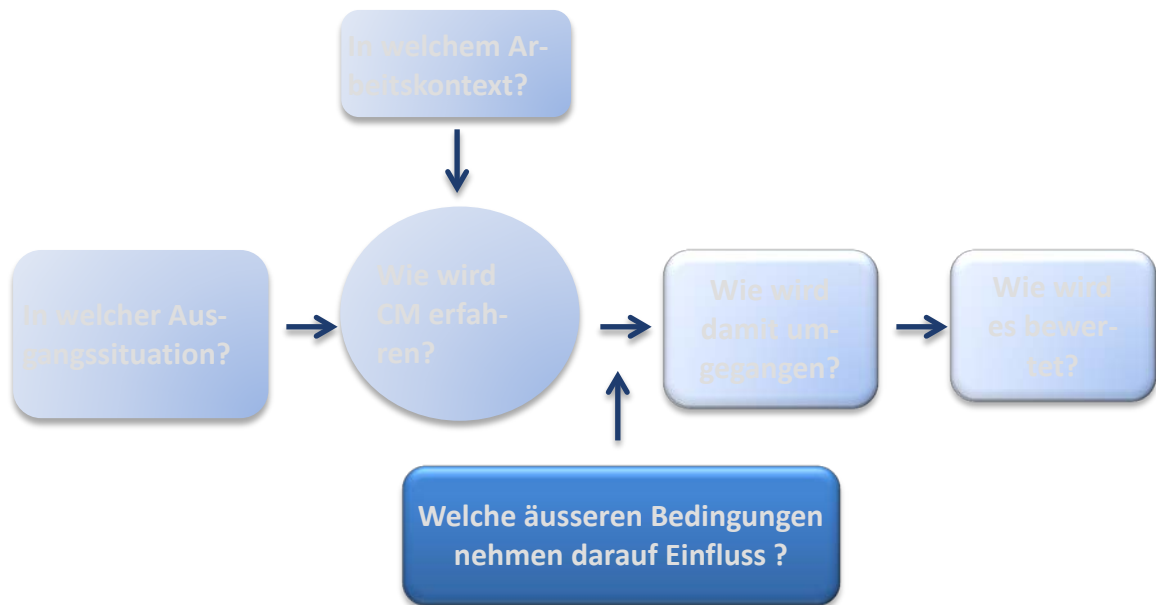 In welchem Ar-
beitskontext?
In welcher Aus-
gangssituation?
Wie wird
CM erfah-
ren?
Wie wird
damit um-
gegangen?
Wie wird
es bewer-
tet?
Welche äusseren Bedingungen
nehmen darauf Einfluss ?